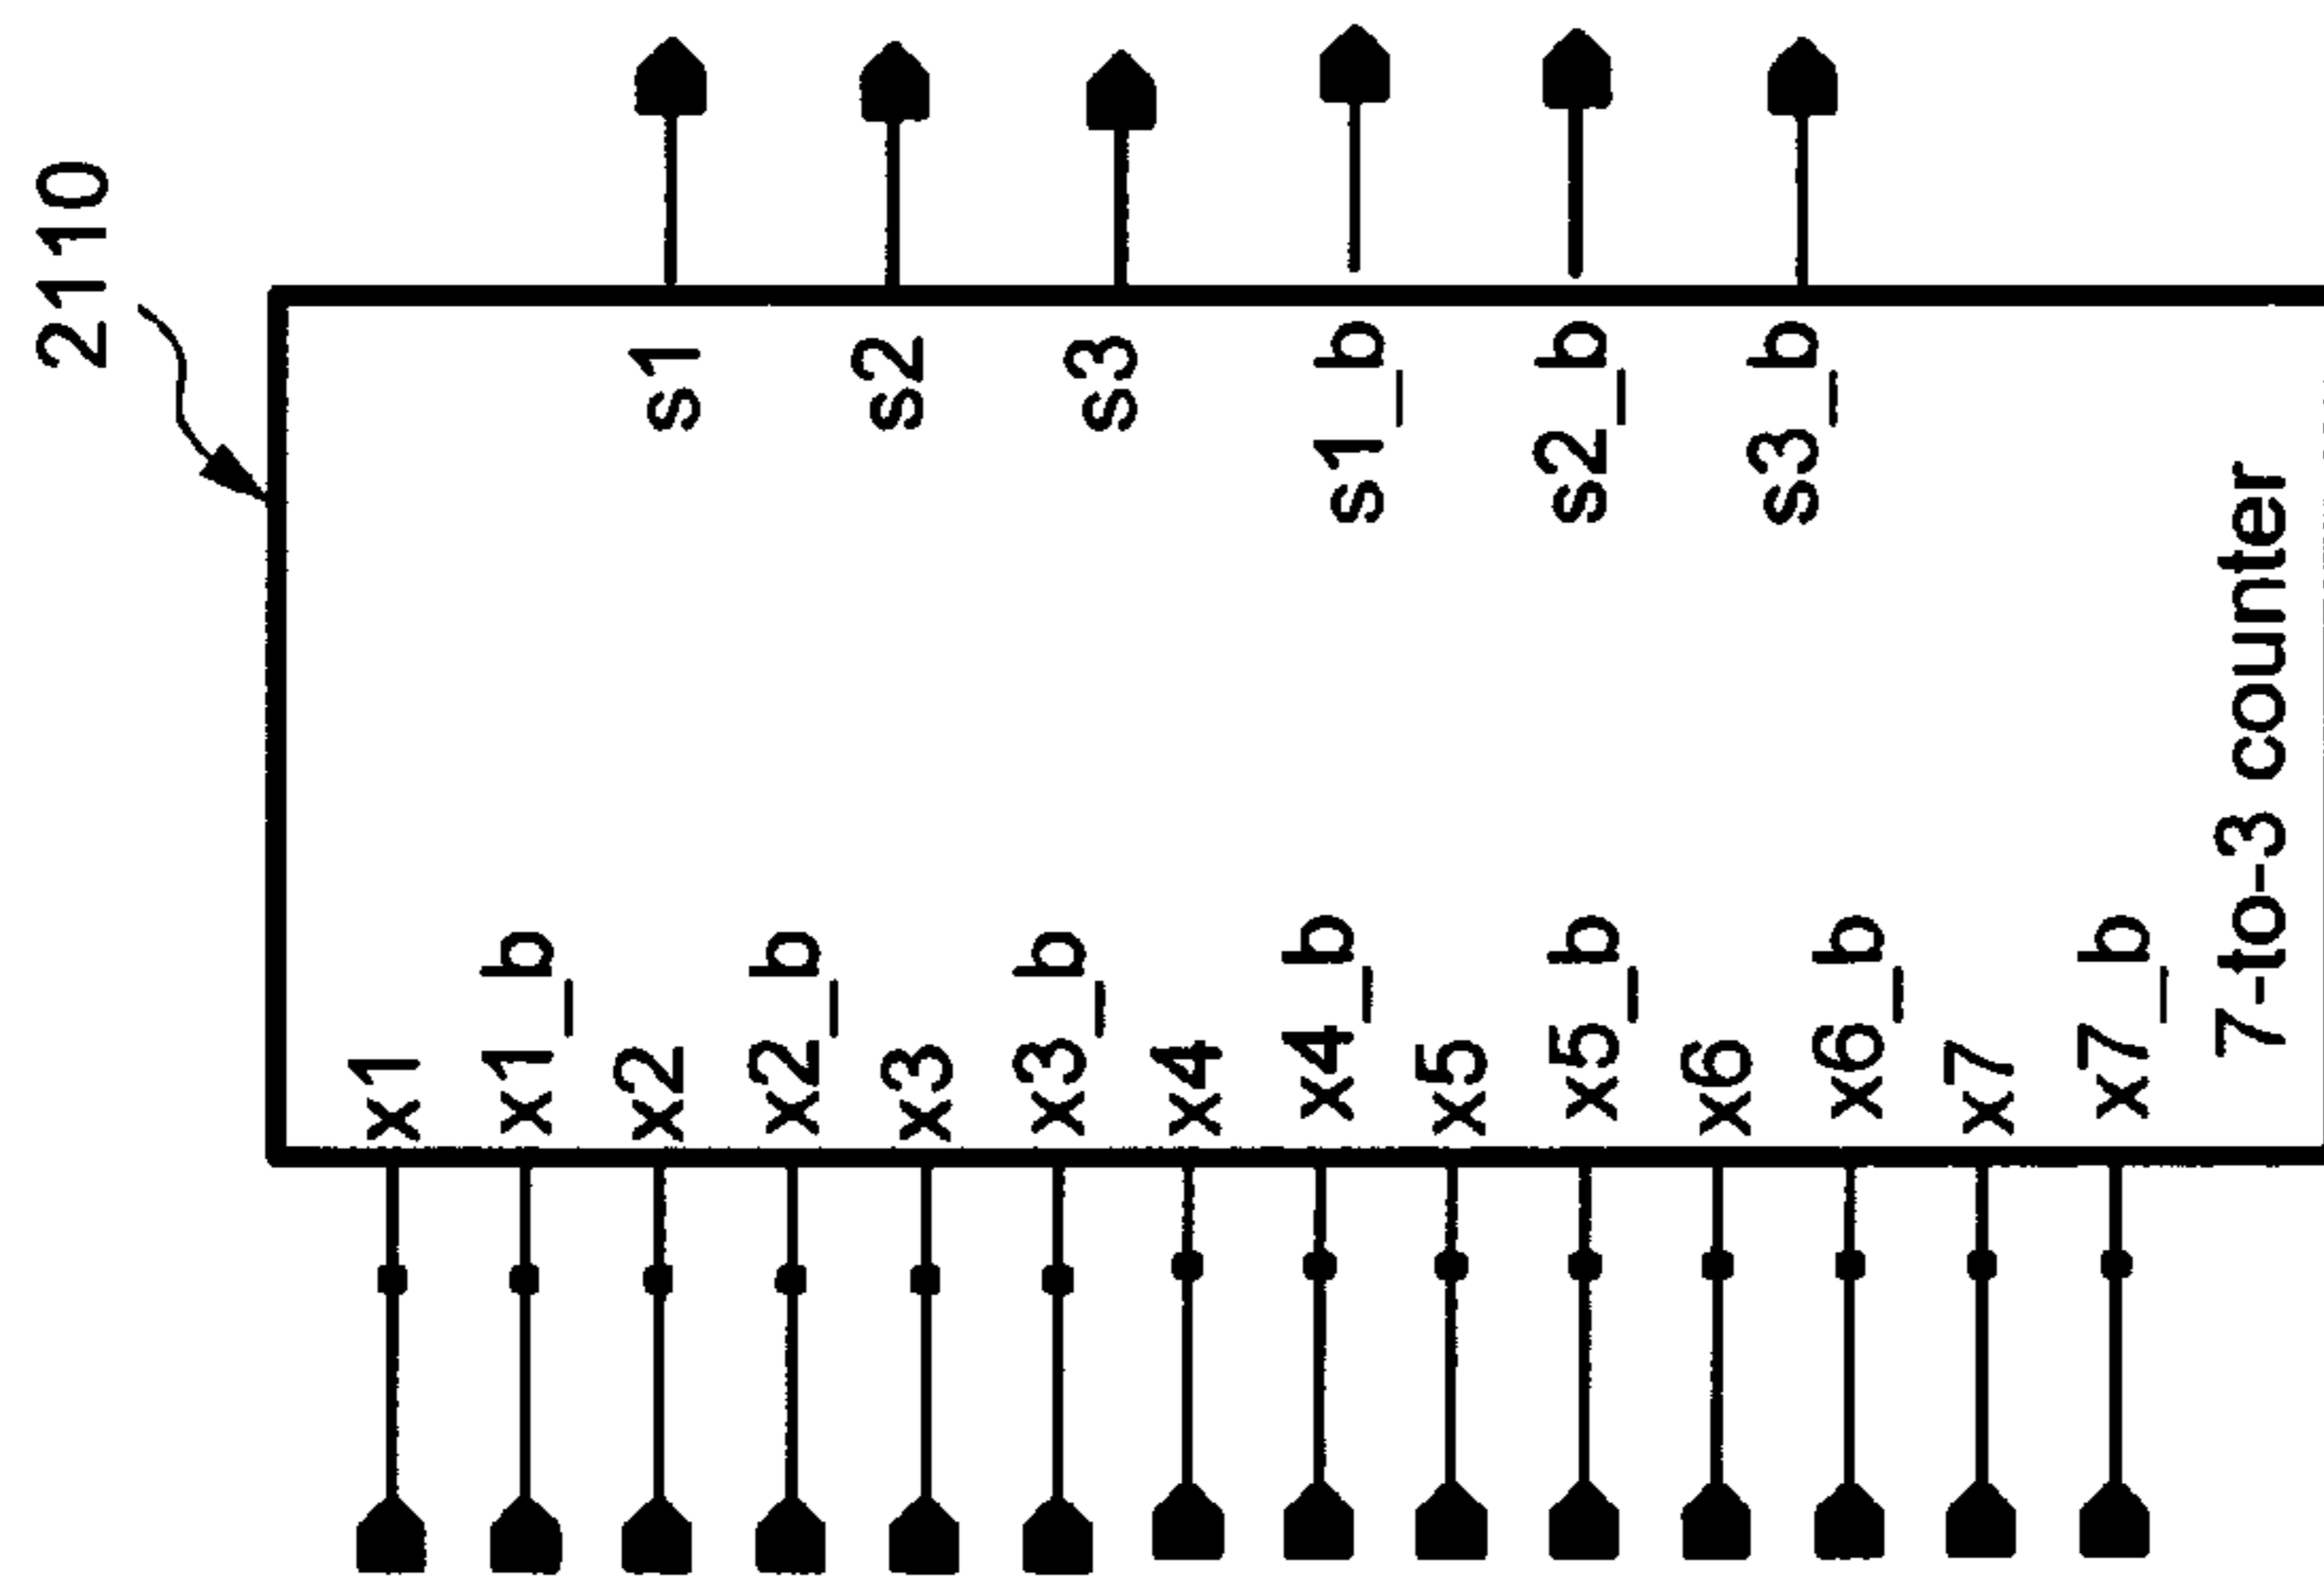 2110
x1
x1_b
x2
x2_b
x3
x3_b
x4
x4_b
x5
x5_b
x6
x6_b
x7
x7_b
s1
s2
s3
s1_b
s2_b
s3_b
7-to-3 counter